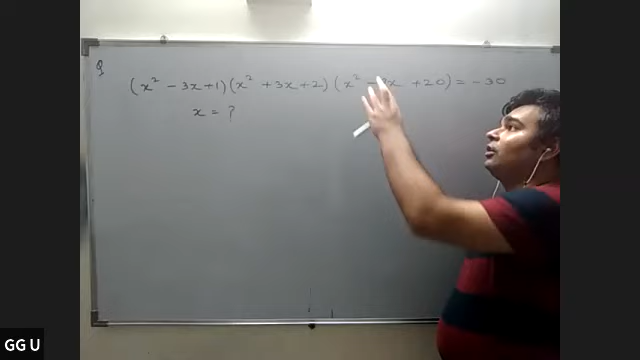 Q
(x² - 3x + 1) (x² + 3x + 2) (x² - x + 20) = -30
x = ?
GG U